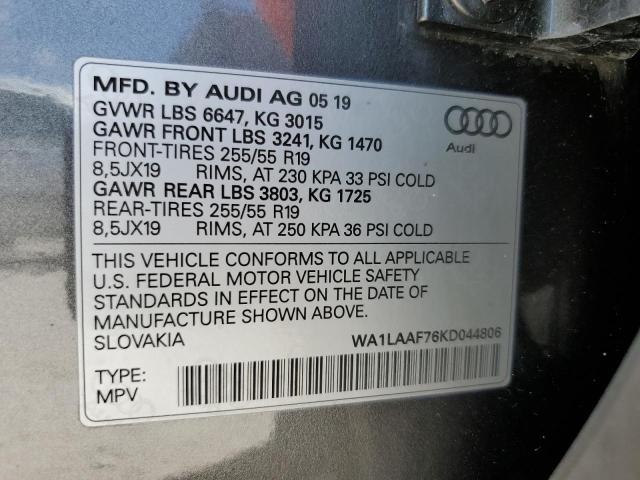 MFD. BY AUDI AG 05 19
GVWR LBS 6647, KG 3015
GAWR FRONT LBS 3241, KG 1470
FRONT-TIRES 255/55 R19
8,5JX19 RIMS, AT 230 KPA 33 PSI COLD
GAWR REAR LBS 3803, KG 1725
REAR-TIRES 255/55 R19
8,5JX19 RIMS, AT 250 KPA 36 PSI COLD
Audi
THIS VEHICLE CONFORMS TO ALL APPLICABLE
U.S. FEDERAL MOTOR VEHICLE SAFETY
STANDARDS IN EFFECT ON THE DATE OF
MANUFACTURE SHOWN ABOVE.
SLOVAKIA WA1LAAF76KD044806
TYPE:
MPV